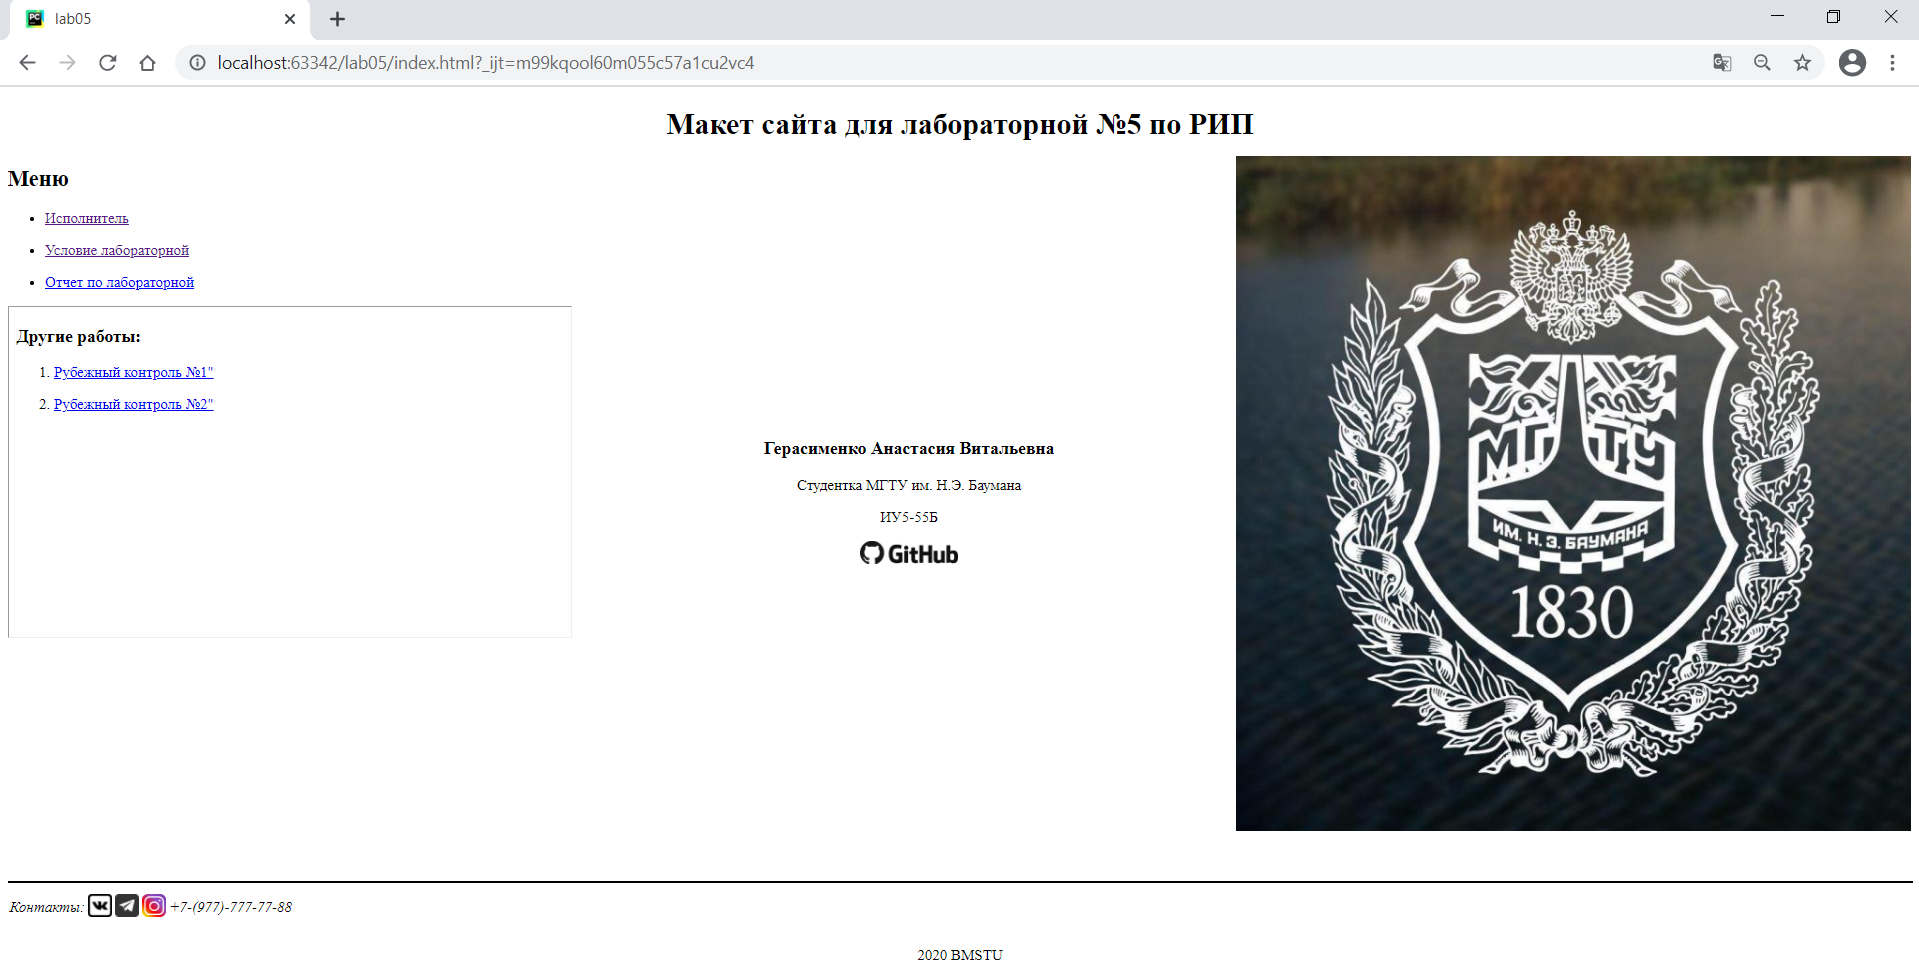 lab05
localhost:63342/lab05/index.html?_ijt=m99kqool60m055c57a1cu2vc4
Макет сайта для лабораторной №5 по РИП
Меню
• Исполнитель
• Условие лабораторной
• Отчет по лабораторной
Другие работы:
1. Рубежный контроль №1"
2. Рубежный контроль №2"
Герасименко Анастасия Витальевна
Студентка МГТУ им. Н.Э. Баумана
ИУ5-55Б
GitHub
МГТУ
ИМ. Н. Э. БАУМАНА
1830
Контакты: +7-(977)-777-77-88
2020 BMSTU